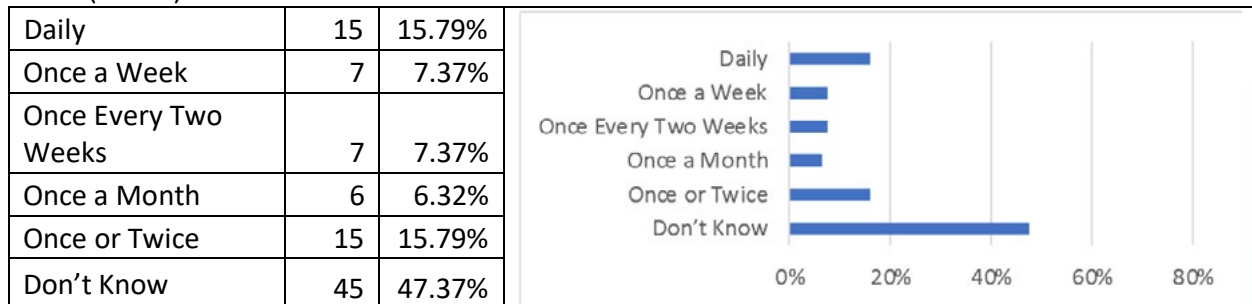 Daily 15 15.79%
Once a Week 7 7.37%
Once Every Two
Weeks 7 7.37%
Once a Month 6 6.32%
Once or Twice 15 15.79%
Don’t Know 45 47.37%
Daily
Once a Week
Once Every Two Weeks
Once a Month
Once or Twice
Don’t Know
0% 20% 40% 60% 80%